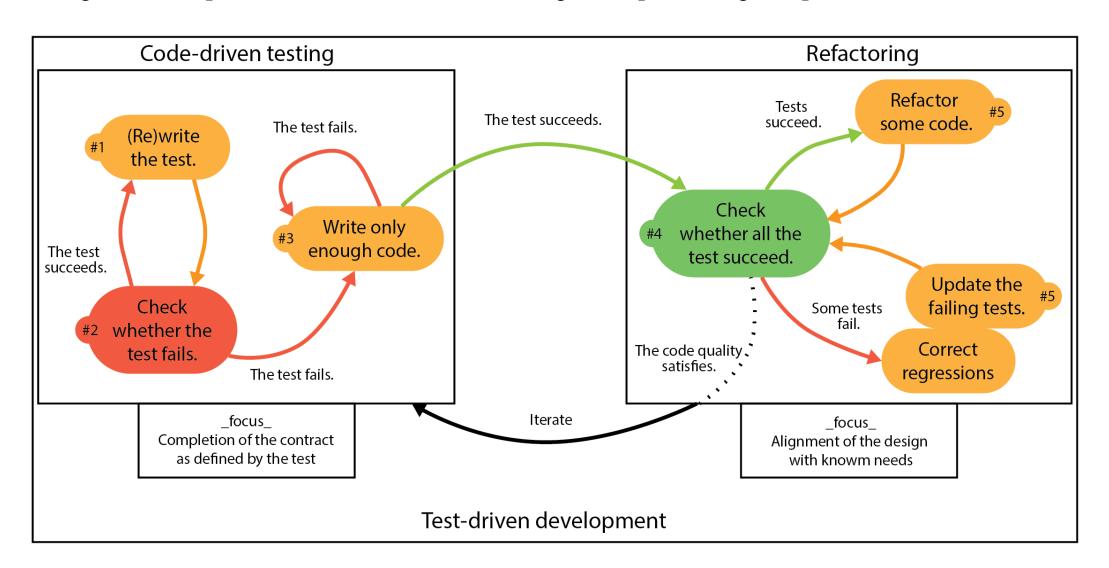 Code-driven testing
Refactoring
#1
(Re)write
the test.
The test
succeeds.
#2
Check
whether the
test fails.
The test fails.
The test fails.
#3
Write only
enough code.
The test succeeds.
#4
Check
whether all the
test succeed.
Tests
succeed.
Refactor
some code.
#5
Update the
failing tests.
#5
Correct
regressions
Some tests
fail.
The code quality
satisfies.
Iterate
_focus_
Completion of the contract
as defined by the test
_focus_
Alignment of the design
with knowm needs
Test-driven development